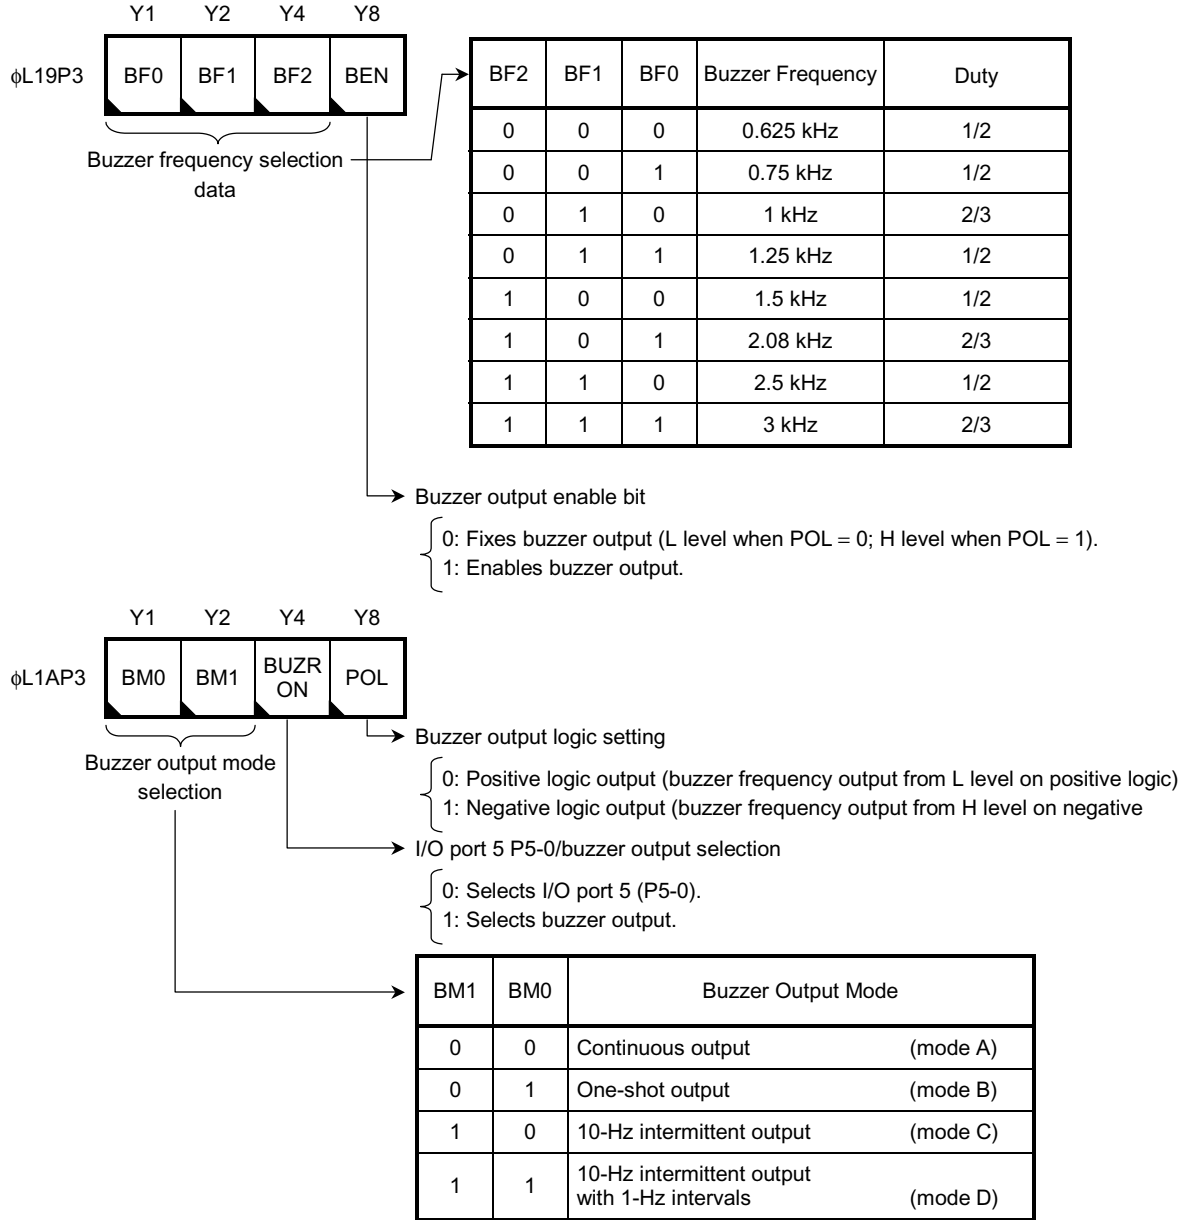 Y1 Y2 Y4 Y8
ϕL19P3 BF0 BF1 BF2 BEN
Buzzer frequency selection
data
BF2 BF1 BF0 Buzzer Frequency Duty
0 0 0 0.625 kHz 1/2
0 0 1 0.75 kHz 1/2
0 1 0 1 kHz 2/3
0 1 1 1.25 kHz 1/2
1 0 0 1.5 kHz 1/2
1 0 1 2.08 kHz 2/3
1 1 0 2.5 kHz 1/2
1 1 1 3 kHz 2/3
Buzzer output enable bit
0: Fixes buzzer output (L level when POL = 0; H level when POL = 1).
1: Enables buzzer output.
Y1 Y2 Y4 Y8
ϕL1AP3 BM0 BM1 BUZR POL
ON
Buzzer output mode
selection
Buzzer output logic setting
0: Positive logic output (buzzer frequency output from L level on positive logic)
1: Negative logic output (buzzer frequency output from H level on negative
I/O port 5 P5-0/buzzer output selection
0: Selects I/O port 5 (P5-0).
1: Selects buzzer output.
BM1 BM0 Buzzer Output Mode
0 0 Continuous output (mode A)
0 1 One-shot output (mode B)
1 0 10-Hz intermittent output (mode C)
1 1 10-Hz intermittent output
with 1-Hz intervals (mode D)